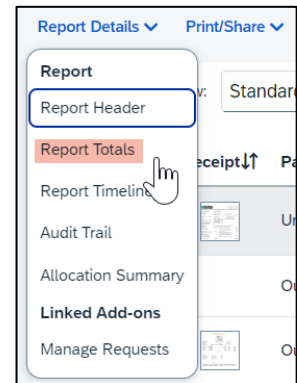 Report Details Print/Share
Report
Report Header
w: Standar
Report Totals
eceipt Pa
Report Timeline
Audit Trail
Allocation Summary
Linked Add-ons
Manage Requests